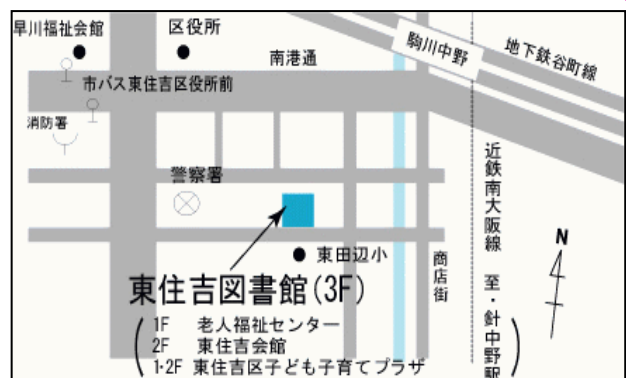 早川福祉会館
区役所
南港通
駒川中野
地下鉄谷町線
市バス東住吉区役所前
消防署
警察署
近鉄南大阪線 至・針中野駅
N
東田辺小
商店街
東住吉図書館(3F)
1F 老人福祉センター
2F 東住吉会館
1・2F 東住吉区子ども子育てプラザ